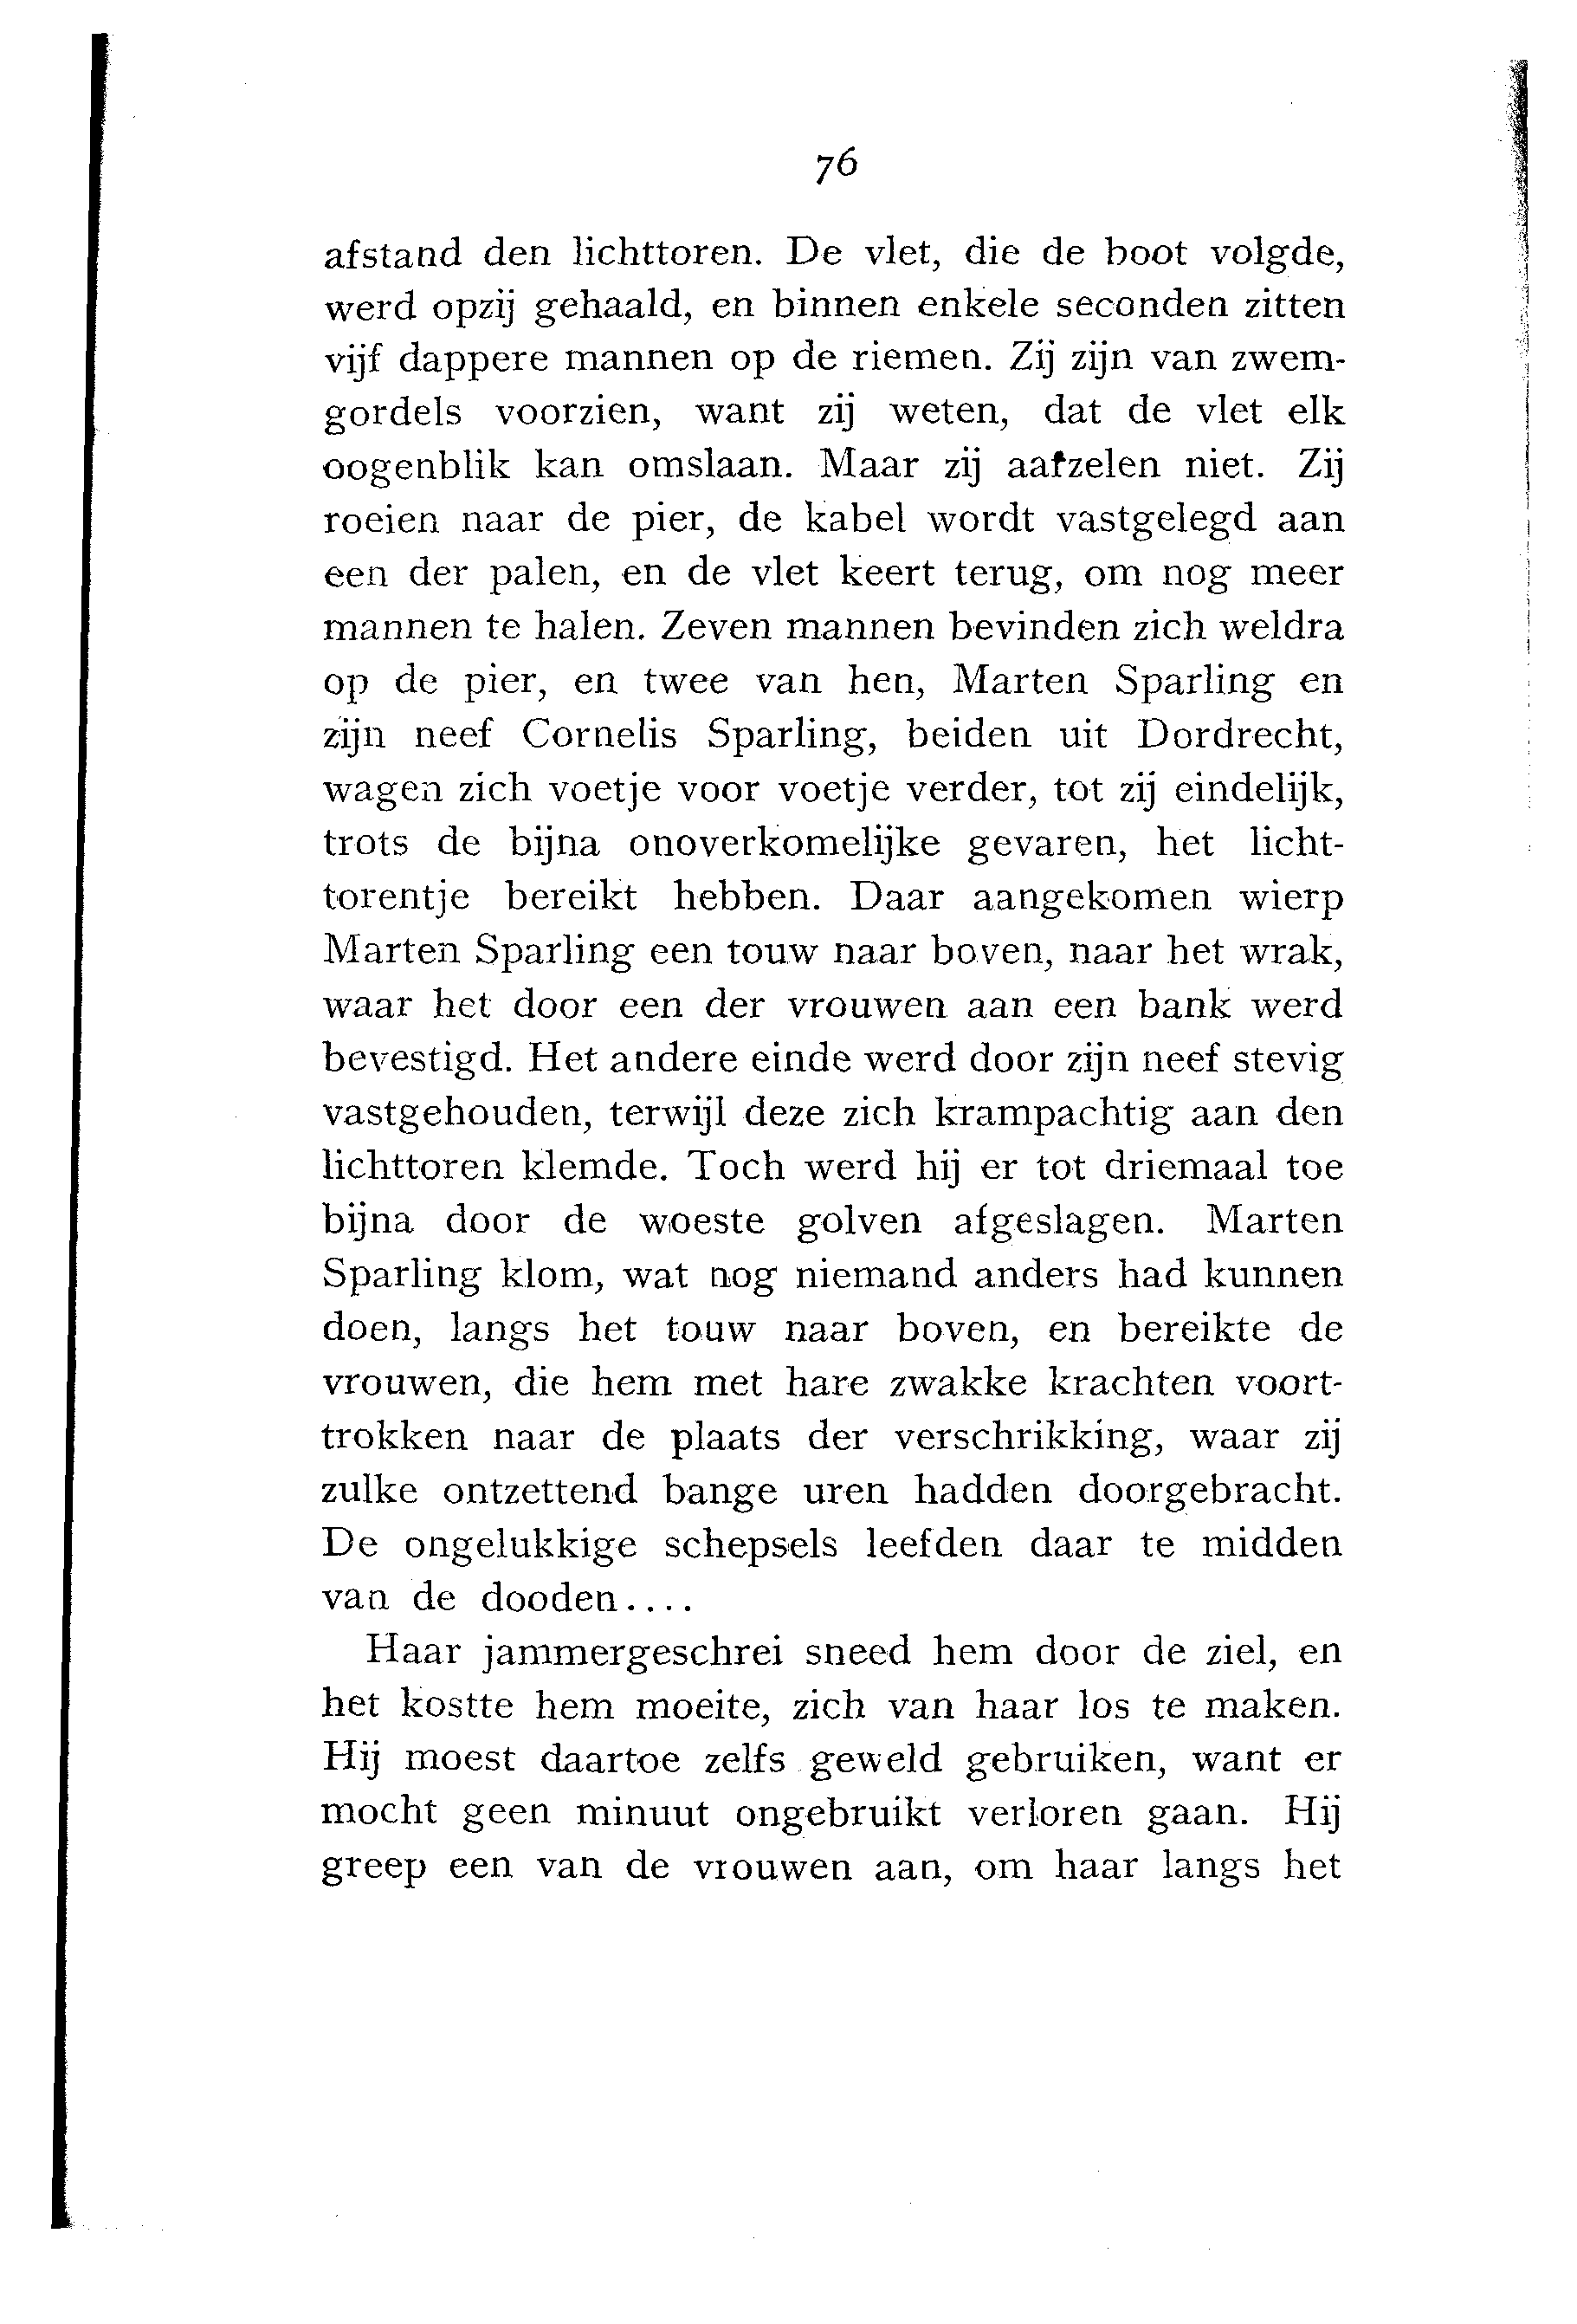 76
afstand den lichttoren. De vlet, die de boot volgde,
werd opzij gehaald, en binnen enkele seconden zitten
vijf dappere mannen op de riemen. Zij zijn van zwem-
gordels voorzien, want zij weten, dat de vlet elk
oogenblik kan omslaan. Maar zij aafzelen niet. Zij
roeien naar de pier, de kabel wordt vastgelegd aan
een der palen, en de vlet keert terug, om nog meer
mannen te halen. Zeven mannen bevinden zich weldra
op de pier, en twee van hen, Marten Sparling en
zijn neef Cornelis Sparling, beiden uit Dordrecht,
wagen zich voetje voor voetje verder, tot zij eindelijk,
trots de bijna onoverkomelijke gevaren, het licht-
torentje bereikt hebben. Daar aangekomen wierp
Marten Sparling een touw naar boven, naar het wrak,
waar het door een der vrouwen aan een bank werd
bevestigd. Het andere einde werd door zijn neef stevig
vastgehouden, terwijl deze zich krampachtig aan den
lichttoren klemde. Toch werd hij er tot driemaal toe
bijna door de woeste golven afgeslagen. Marten
Sparling klom, wat nog niemand anders had kunnen
doen, langs het touw naar boven, en bereikte de
vrouwen, die hem met hare zwakke krachten voort-
trokken naar de plaats der verschrikking, waar zij
zulke ontzettend bange uren hadden doorgebracht.
De ongelukkige schepsels leefden daar te midden
van de dooden....
Haar jammergeschrei sneed hem door de ziel, en
het kostte hem moeite, zich van haar los te maken.
Hij moest daartoe zelfs geweld gebruiken, want er
mocht geen minuut ongebruikt verloren gaan. Hij
greep een van de vrouwen aan, om haar langs het